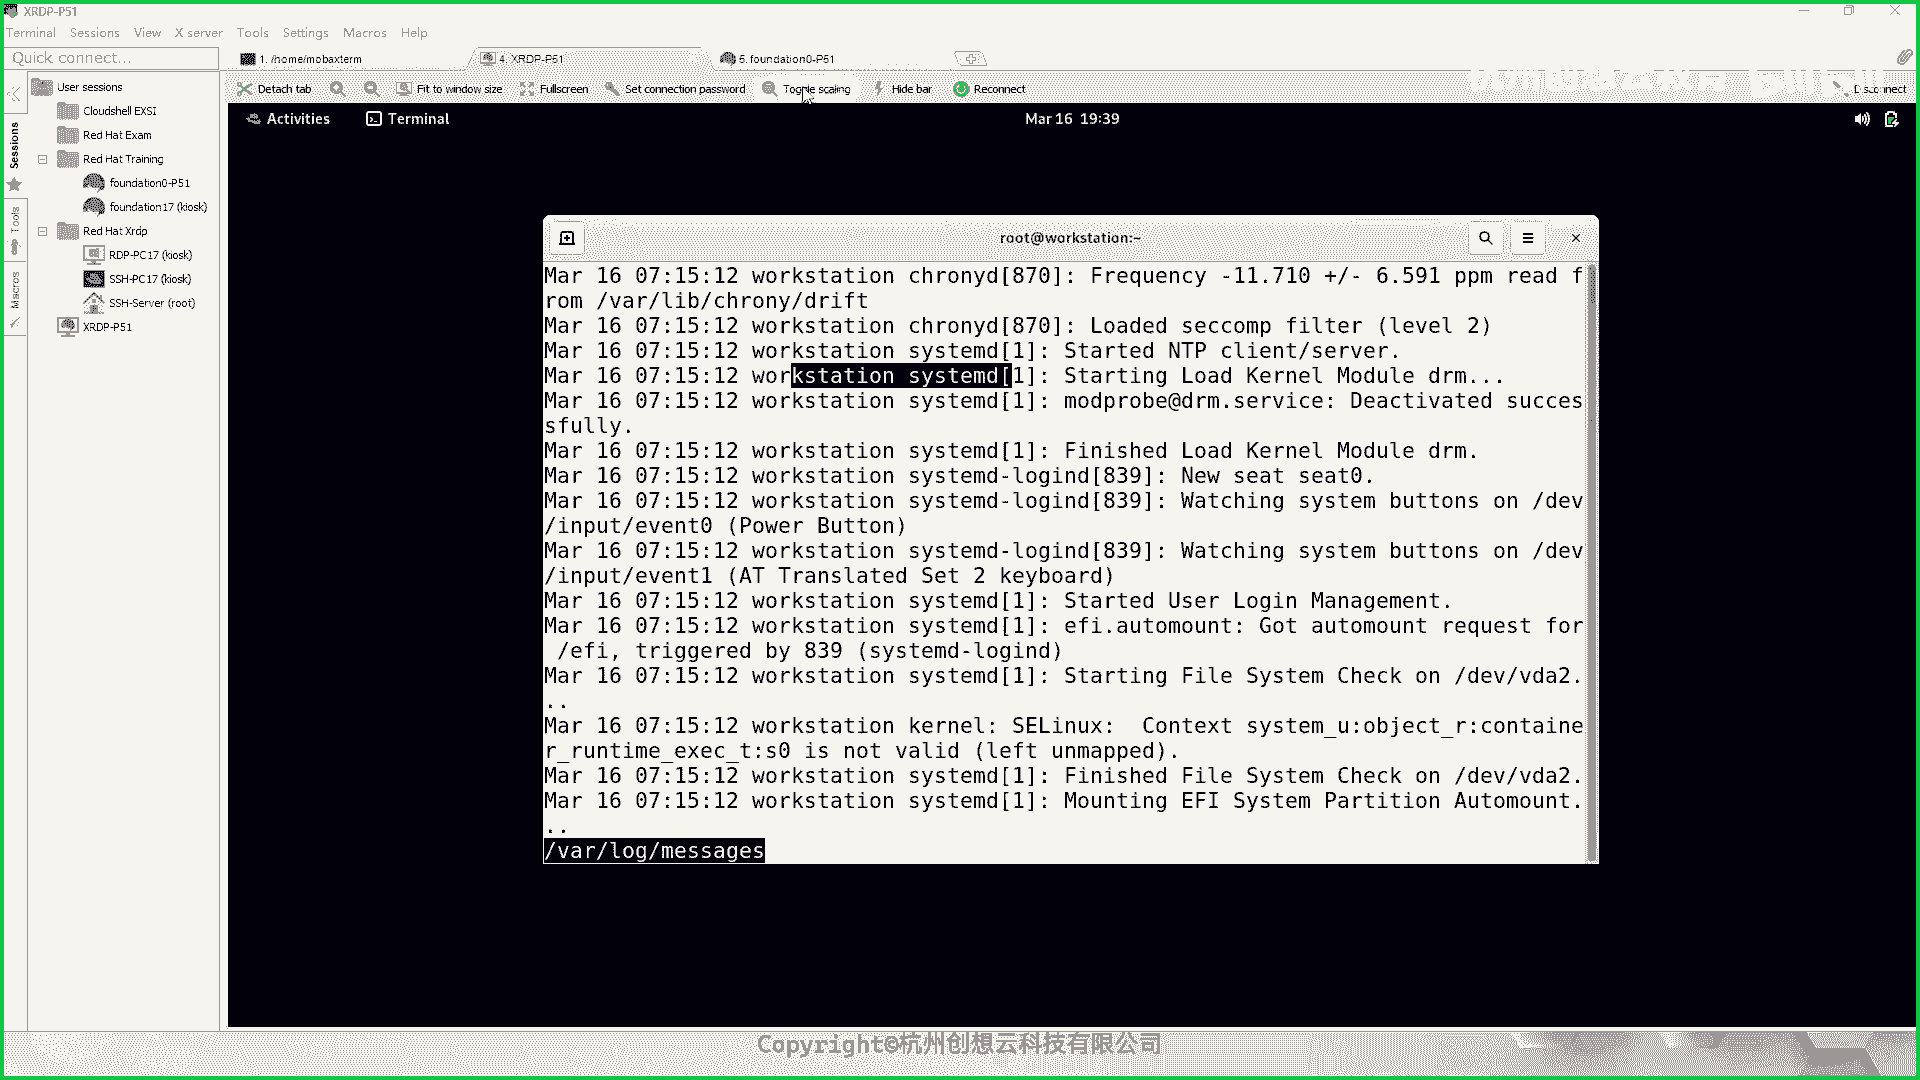 XRDP-P51
Terminal Sessions View X server Tools Settings Macros Help
Quick connect...
1. /home/mobaxterm
4. XRDP-P51
5. foundation0-P51
Detach tab
Fit to window size
Fullscreen
Set connection password
Toggle scaling
Hide bar
Reconnect
Sessions
Tools
Macros
User sessions
Cloudshell EXSI
Red Hat Exam
Red Hat Training
foundation0-P51
foundation17 (kiosk)
Red Hat Xrdp
RDP-PC17 (kiosk)
SSH-PC17 (kiosk)
SSH-Server (root)
XRDP-P51
Activities Terminal Mar 16 19:39
root@workstation:~
Mar 16 07:15:12 workstation chronyd[870]: Frequency -11.710 +/- 6.591 ppm read f
rom /var/lib/chrony/drift
Mar 16 07:15:12 workstation chronyd[870]: Loaded seccomp filter (level 2)
Mar 16 07:15:12 workstation systemd[1]: Started NTP client/server.
Mar 16 07:15:12 workstation systemd[1]: Starting Load Kernel Module drm...
Mar 16 07:15:12 workstation systemd[1]: modprobe@drm.service: Deactivated succes
sfully.
Mar 16 07:15:12 workstation systemd[1]: Finished Load Kernel Module drm.
Mar 16 07:15:12 workstation systemd-logind[839]: New seat seat0.
Mar 16 07:15:12 workstation systemd-logind[839]: Watching system buttons on /dev
/input/event0 (Power Button)
Mar 16 07:15:12 workstation systemd-logind[839]: Watching system buttons on /dev
/input/event1 (AT Translated Set 2 keyboard)
Mar 16 07:15:12 workstation systemd[1]: Started User Login Management.
Mar 16 07:15:12 workstation systemd[1]: efi.automount: Got automount request for
/efi, triggered by 839 (systemd-logind)
Mar 16 07:15:12 workstation systemd[1]: Starting File System Check on /dev/vda2.
..
Mar 16 07:15:12 workstation kernel: SELinux:  Context system_u:object_r:containe
r_runtime_exec_t:s0 is not valid (left unmapped).
Mar 16 07:15:12 workstation systemd[1]: Finished File System Check on /dev/vda2.
Mar 16 07:15:12 workstation systemd[1]: Mounting EFI System Partition Automount.
..
/var/log/messages
Copyright©杭州创想云科技有限公司